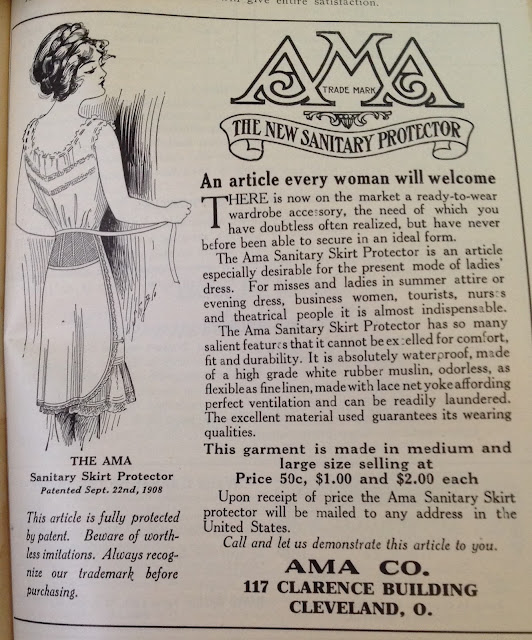 will give entire satisfaction.
AMA
TRADE MARK
THE NEW SANITARY PROTECTOR
An article every woman will welcome
THERE is now on the market a ready-to-wear
wardrobe accessory, the need of which you
have doubtless often realized, but have never
before been able to secure in an ideal form.
The Ama Sanitary Skirt Protector is an article
especially desirable for the present mode of ladies'
dress. For misses and ladies in summer attire or
evening dress, business women, tourists, nurses
and theatrical people it is almost indispensable.
The Ama Sanitary Skirt Protector has so many
salient features that it cannot be excelled for comfort,
fit and durability. It is absolutely waterproof, made
of a high grade white rubber muslin, odorless, as
flexible as fine linen, made with lace net yoke affording
perfect ventilation and can be readily laundered.
The excellent material used guarantees its wearing
qualities.
This garment is made in medium and
large size selling at
Price 50c, $1.00 and $2.00 each
Upon receipt of price the Ama Sanitary Skirt
protector will be mailed to any address in the
United States.
Call and let us demonstrate this article to you.
AMA CO.
117 CLARENCE BUILDING
CLEVELAND, O.
THE AMA
Sanitary Skirt Protector
Patented Sept. 22nd, 1908
This article is fully protected
by patent. Beware of worth-
less imitations. Always recog-
nize our trademark before
purchasing.